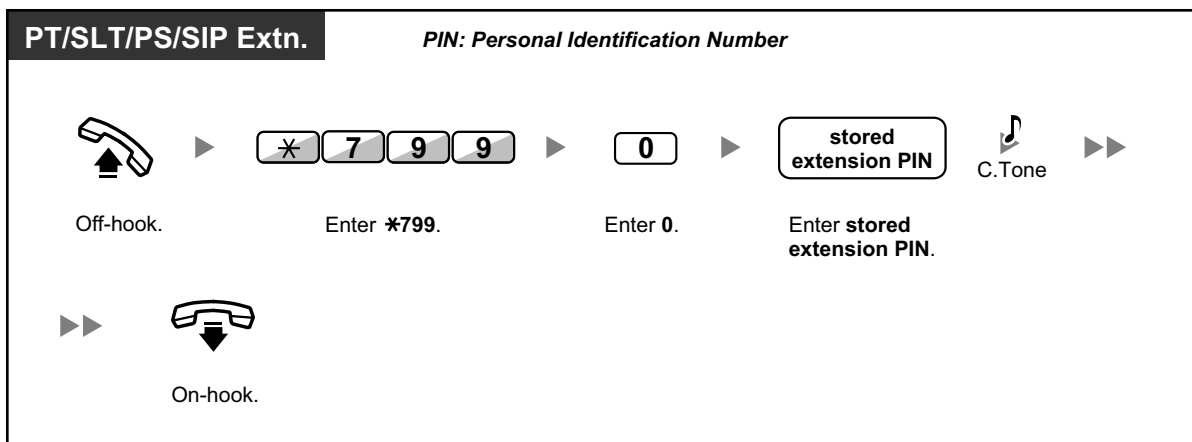 PT/SLT/PS/SIP Extn.
PIN: Personal Identification Number
* 7 9 9
0
stored
extension PIN
C.Tone
Off-hook.
Enter *799.
Enter 0.
Enter stored
extension PIN.
On-hook.